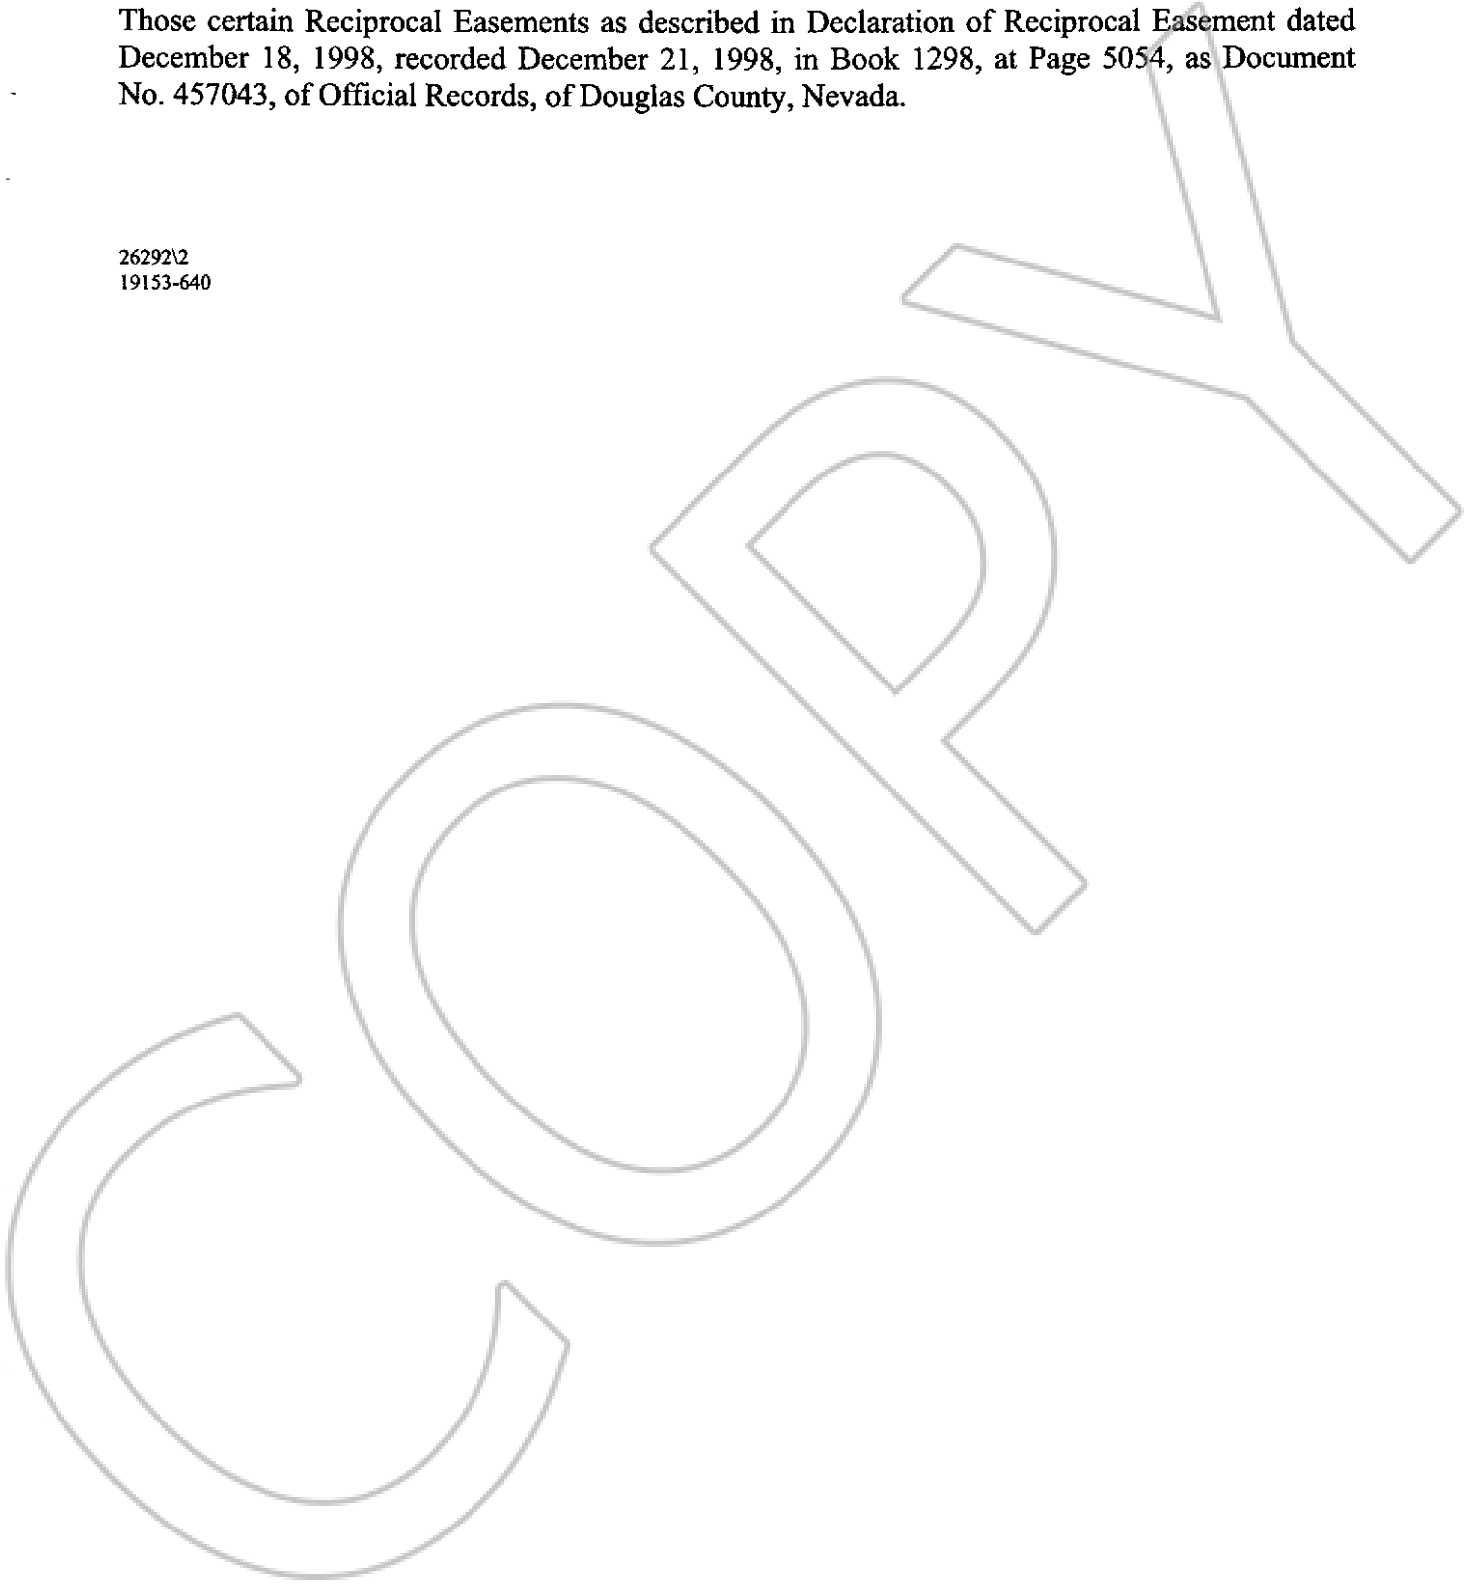 Those certain Reciprocal Easements as described in Declaration of Reciprocal Easement dated
December 18, 1998, recorded December 21, 1998, in Book 1298, at Page 5054, as Document
No. 457043, of Official Records, of Douglas County, Nevada.
26292\2
19153-640
COPY